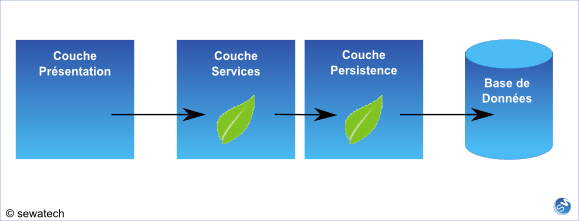 Couche
Présentation
Couche
Services
Couche
Persistence
Base de
Données
© sewatech